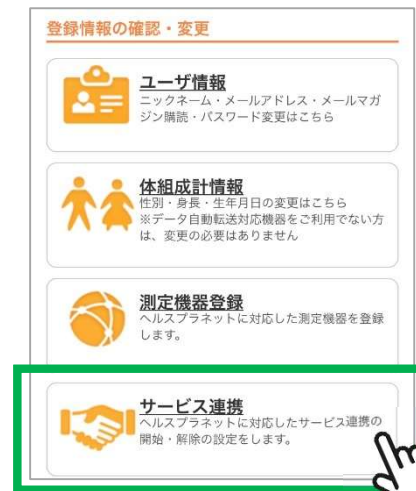 登録情報の確認・変更
ユーザ情報
ニックネーム・メールアドレス・メールマガ
ジン購読・パスワード変更はこちら
体組成計情報
性別・身長・生年月日の変更はこちら
※データ自動転送対応機器をご利用でない方
は、変更の必要はありません
測定機器登録
ヘルスプラネットに対応した測定機器を登録
します。
サービス連携
ヘルスプラネットに対応したサービス連携の
開始・解除の設定をします。